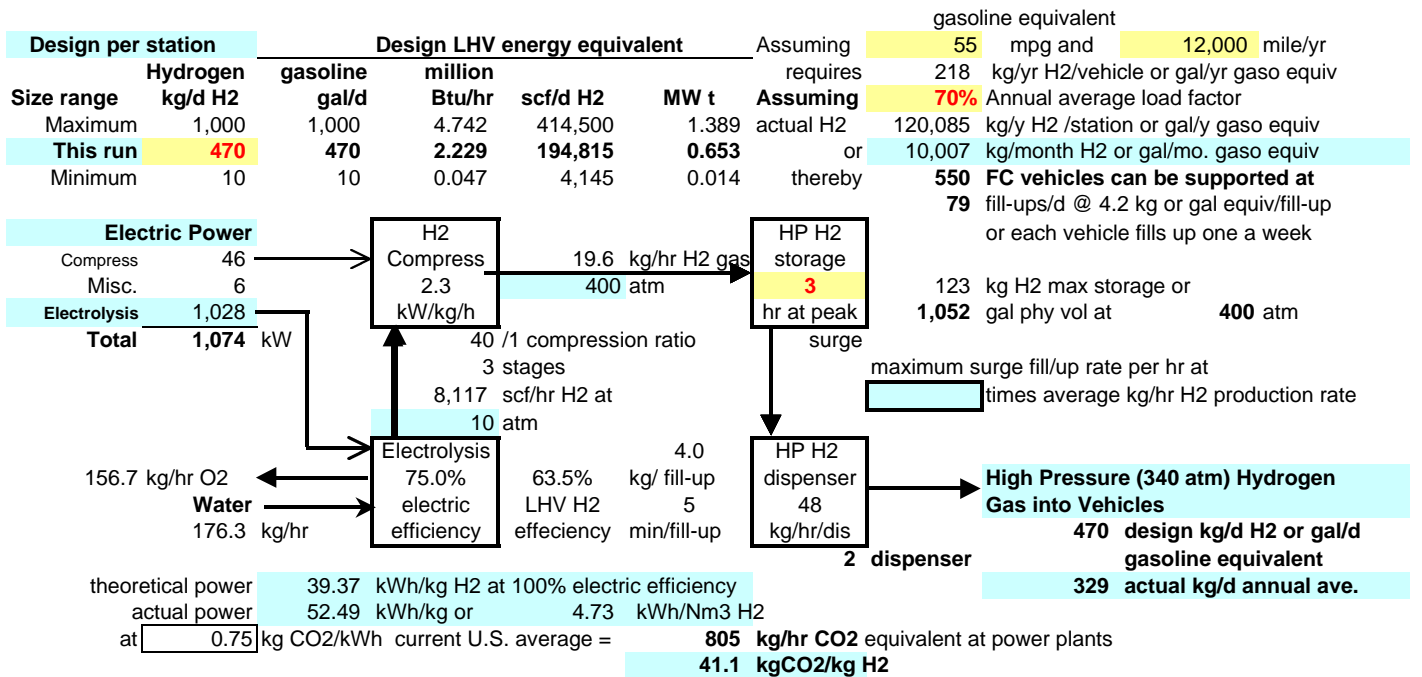 gasoline equivalent
Design per station Design LHV energy equivalent Assuming 55 mpg and 12,000 mile/yr
Hydrogen gasoline million requires 218 kg/yr H2/vehicle or gal/yr gaso equiv
Size range kg/d H2 gal/d Btu/hr scf/d H2 MW t Assuming 70% Annual average load factor
Maximum 1,000 1,000 4.742 414,500 1.389 actual H2 120,085 kg/y H2 /station or gal/y gaso equiv
This run 470 470 2.229 194,815 0.653 or 10,007 kg/month H2 or gal/mo. gaso equiv
Minimum 10 10 0.047 4,145 0.014 thereby 550 FC vehicles can be supported at
79 fill-ups/d @ 4.2 kg or gal equiv/fill-up
Electric Power H2 HP H2 or each vehicle fills up one a week
Compress 46 Compress 19.6 kg/hr H2 gas storage
Misc. 6 2.3 400 atm 3 123 kg H2 max storage or
Electrolysis 1,028 kW/kg/h hr at peak 1,052 gal phy vol at 400 atm
Total 1,074 kW 40 /1 compression ratio surge
3 stages maximum surge fill/up rate per hr at
8,117 scf/hr H2 at times average kg/hr H2 production rate
10 atm
Electrolysis 4.0 HP H2
156.7 kg/hr O2 75.0% 63.5% kg/ fill-up dispenser High Pressure (340 atm) Hydrogen
Water electric LHV H2 5 48 Gas into Vehicles
176.3 kg/hr efficiency effeciency min/fill-up kg/hr/dis 470 design kg/d H2 or gal/d
2 dispenser gasoline equivalent
theoretical power 39.37 kWh/kg H2 at 100% electric efficiency 329 actual kg/d annual ave.
actual power 52.49 kWh/kg or 4.73 kWh/Nm3 H2
at 0.75 kg CO2/kWh current U.S. average = 805 kg/hr CO2 equivalent at power plants
41.1 kgCO2/kg H2